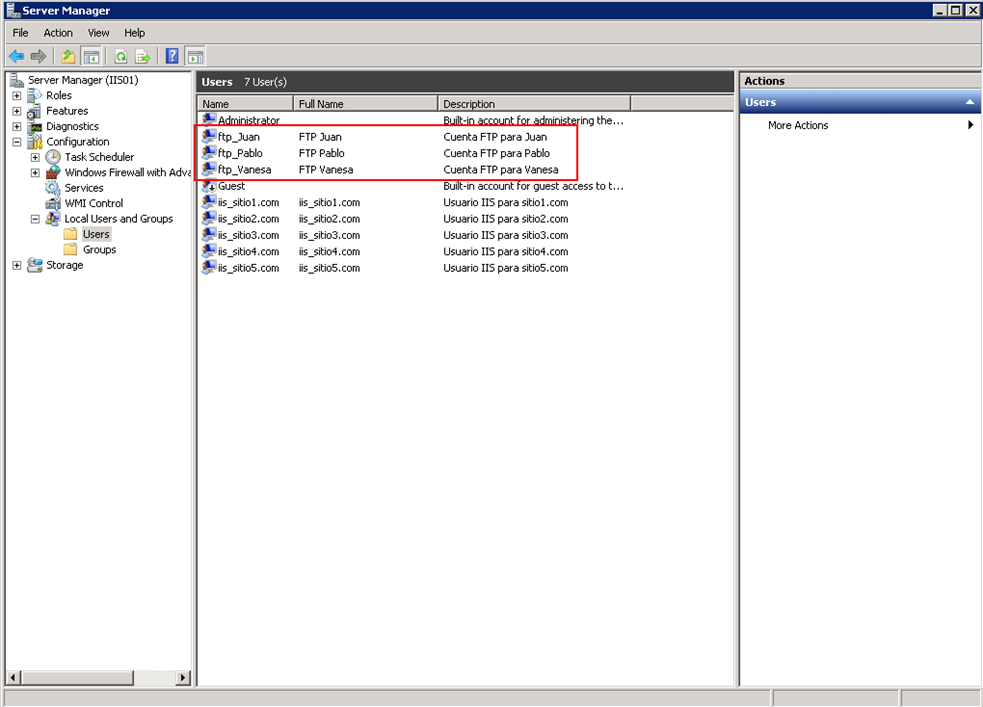 Server Manager
File Action View Help
Server Manager (IIS01)
Roles
Features
Diagnostics
Configuration
Task Scheduler
Windows Firewall with Adva
Services
WMI Control
Local Users and Groups
Users
Groups
Storage
Users 7 User(s)
Name Full Name Description
Administrator Built-in account for administering the...
ftp_Juan FTP Juan Cuenta FTP para Juan
ftp_Pablo FTP Pablo Cuenta FTP para Pablo
ftp_Vanesa FTP Vanesa Cuenta FTP para Vanesa
Guest Built-in account for guest access to t...
iis_sitio1.com iis_sitio1.com Usuario IIS para sitio1.com
iis_sitio2.com iis_sitio2.com Usuario IIS para sitio2.com
iis_sitio3.com iis_sitio3.com Usuario IIS para sitio3.com
iis_sitio4.com iis_sitio4.com Usuario IIS para sitio4.com
iis_sitio5.com iis_sitio5.com Usuario IIS para sitio5.com
Actions
Users
More Actions